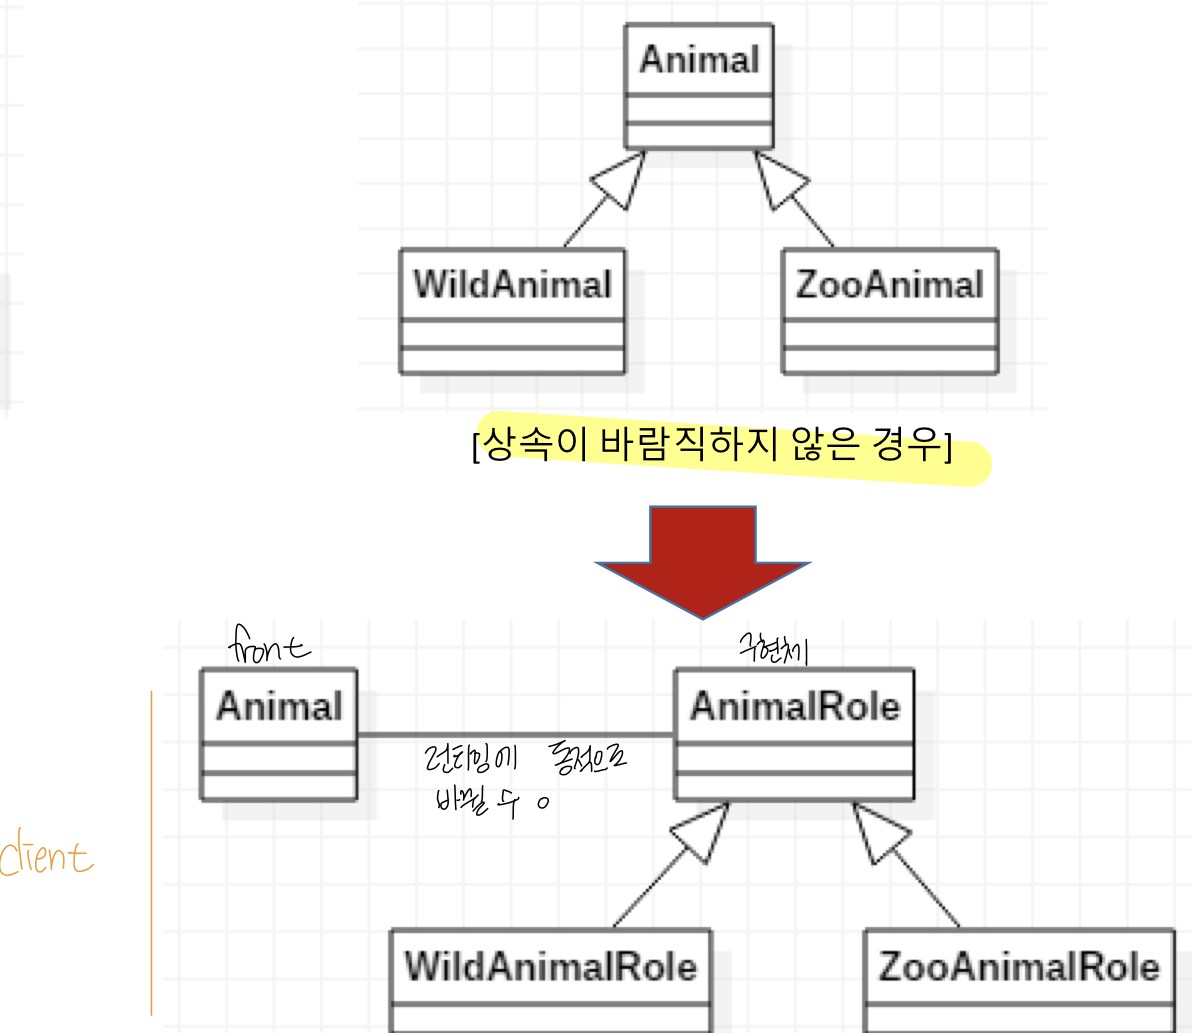 Animal
WildAnimal
ZooAnimal
[상속이 바람직하지 않은 경우]
front
구현체
Animal
AnimalRole
런타임에 동적으로
바뀔 수 o
client
WildAnimalRole
ZooAnimalRole